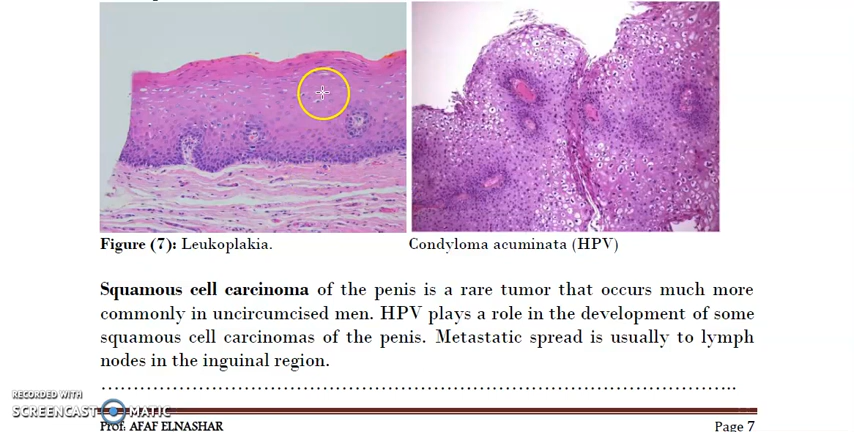 Figure (7): Leukoplakia.
Condyloma acuminata (HPV)
Squamous cell carcinoma of the penis is a rare tumor that occurs much more
commonly in uncircumcised men. HPV plays a role in the development of some
squamous cell carcinomas of the penis. Metastatic spread is usually to lymph
nodes in the inguinal region.
RECORDED WITH
SCREENCAST MATIC
Prof: AFAF ELNASHAR
Page 7